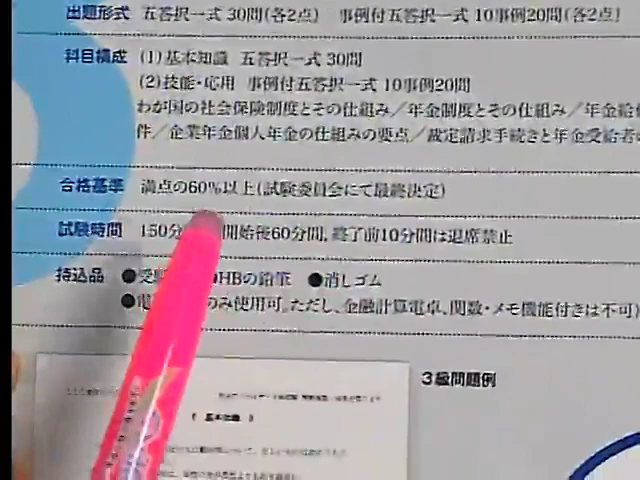 出題形式 五答択一式 30問(各2点) 事例付五答択一式 10事例20問(各2点)
科目構成 (1)基本知識 五答択一式 30問
(2)技能・応用 事例付五答択一式 10事例20問
わが国の社会保険制度とその仕組み／年金制度とその仕組み／年金給
件／企業年金個人年金の仕組みの要点／裁定請求手続きと年金受給者の
合格基準 満点の60%以上(試験委員会にて最終決定)
試験時間 150分 開始後60分間、終了前10分間は退席禁止
持込品 ●受験 HBの鉛筆 ●消しゴム
● のみ使用可。ただし、金融計算電卓、関数・メモ機能付きは不可)
3級問題例
《 基本知識 》